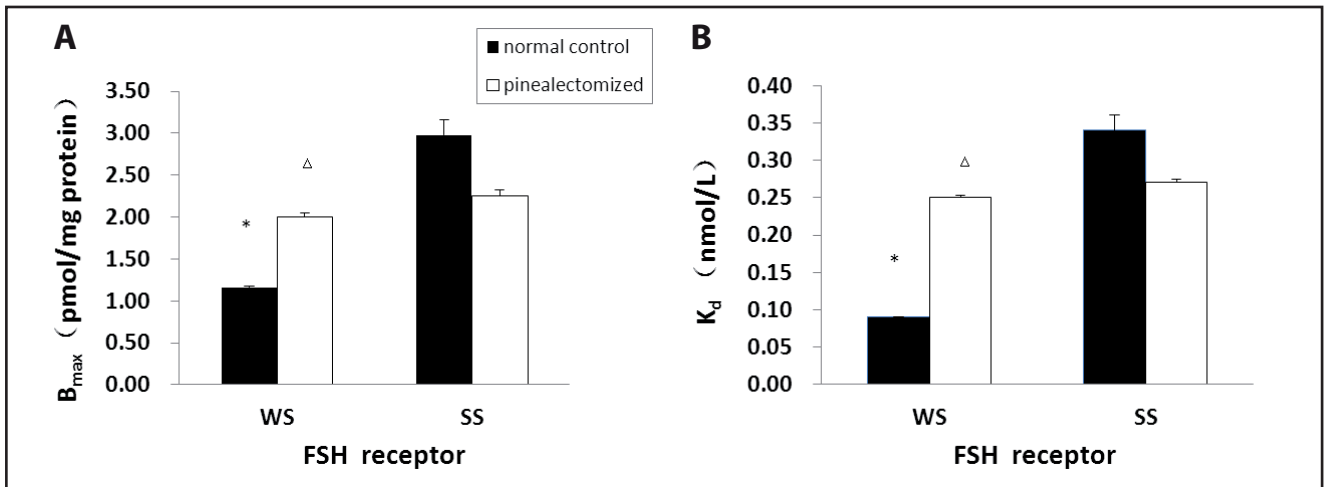 A
normal control
pinealectomized
B_max（pmol/mg protein）
3.50
3.00
2.50
2.00
1.50
1.00
0.50
0.00
*
△
WS SS
FSH receptor
B
K_d（nmol/L）
0.40
0.35
0.30
0.25
0.20
0.15
0.10
0.05
0.00
*
△
WS SS
FSH receptor